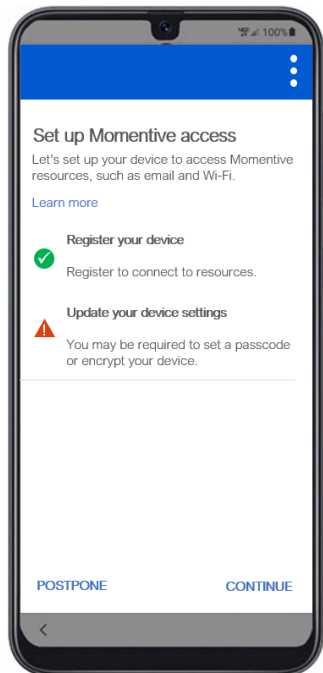 100%
Set up Momentive access
Let's set up your device to access Momentive
resources, such as email and Wi-Fi.
Learn more
Register your device
Register to connect to resources.
Update your device settings
You may be required to set a passcode
or encrypt your device.
POSTPONE
CONTINUE